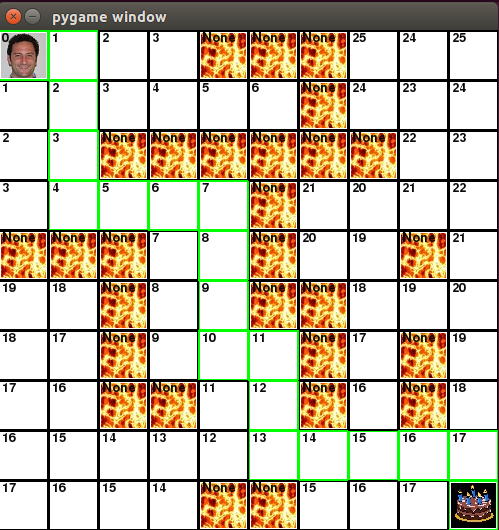 pygame window
0 1 2 3 None None None 25 24 25
1 2 3 4 5 6 None 24 23 24
2 3 None None None None None None 22 23
3 4 5 6 7 None 21 20 21 22
None None None 7 8 None 20 19 None 21
19 18 None 8 9 None None 18 19 20
18 17 None 9 10 11 None 17 None 19
17 16 None None 11 12 None 16 None 18
16 15 14 13 12 13 14 15 16 17
17 16 15 14 None None 15 16 17